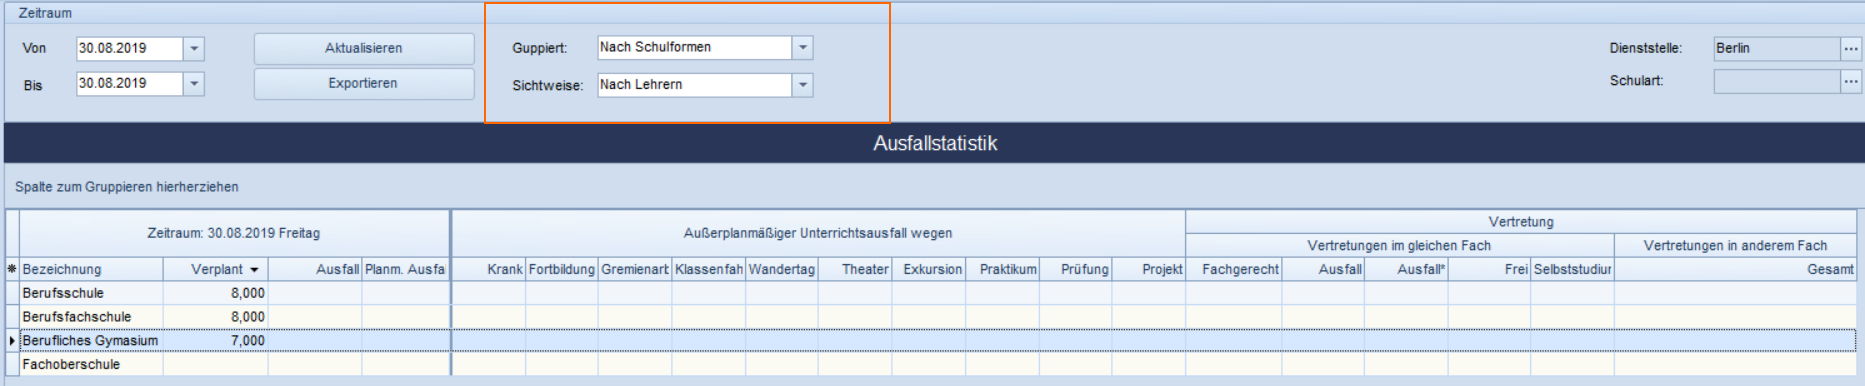 Zeitraum
Von 30.08.2019 Aktualisieren Guppiert: Nach Schulformen Dienststelle: Berlin ...
Bis 30.08.2019 Exportieren Sichtweise: Nach Lehrern Schulart: ...
Ausfallstatistik
Spalte zum Gruppieren hierherziehen
Vertretung
Zeitraum: 30.08.2019 Freitag Außerplanmäßiger Unterrichtsausfall wegen
Vertretungen im gleichen Fach Vertretungen in anderem Fach
Bezeichnung Verplant Ausfall Planm. Ausfa Krank Fortbildung Gremienart Klassenfah Wandertag Theater Exkursion Praktikum Prüfung Projekt Fachgerecht Ausfall Ausfall* Frei Selbststudiur Gesamt
Berufsschule 8,000
Berufsfachschule 8,000
Berufliches Gymasium 7,000
Fachoberschule